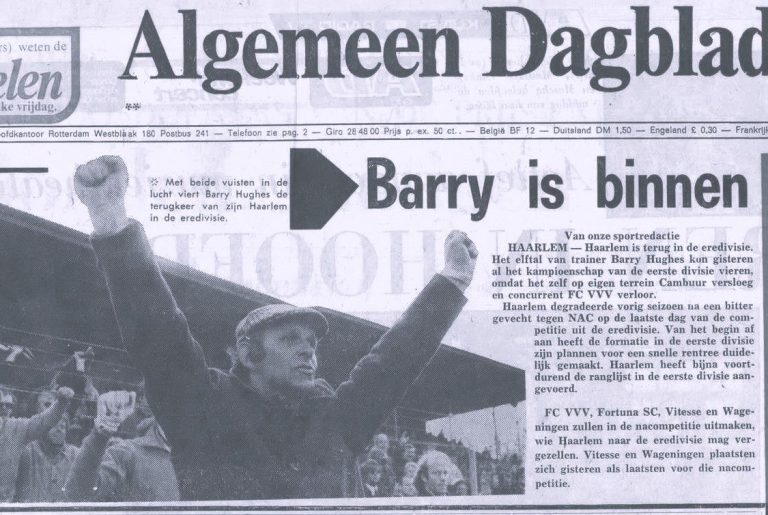 rs) weten de
elen
ke vrijdag.
Algemeen Dagblad
**
oofdkantoor Rotterdam Westblaak 180 Postbus 241 — Telefoon zie pag. 2 — Giro 28 48 00 Prijs p. ex. 50 ct. . — België BF 12 — Duitsland DM 1,50 — Engeland £ 0,30 — Frankrijk
* Met beide vuisten in de
lucht viert Barry Hughes de
terugkeer van zijn Haarlem
in de eredivisie.
Barry is binnen
Van onze sportredactie
HAARLEM — Haarlem is terug in de eredivisie.
Het elftal van trainer Barry Hughes kon gisteren
al het kampioenschap van de eerste divisie vieren,
omdat het zelf op eigen terrein Cambuur versloeg
en concurrent FC VVV verloor.
Haarlem degradeerde vorig seizoen na een bitter
gevecht tegen NAC op de laatste dag van de com-
petitie uit de eredivisie. Van het begin af
aan heeft de formatie in de eerste divisie
zijn plannen voor een snelle rentree duide-
lijk gemaakt. Haarlem heeft bijna voort-
durend de ranglijst in de eerste divisie aan-
gevoerd.
FC VVV, Fortuna SC, Vitesse en Wage-
ningen zullen in de nacompetitie uitmaken,
wie Haarlem naar de eredivisie mag ver-
gezellen. Vitesse en Wageningen plaatsten
zich gisteren als laatsten voor die nacom-
petitie.